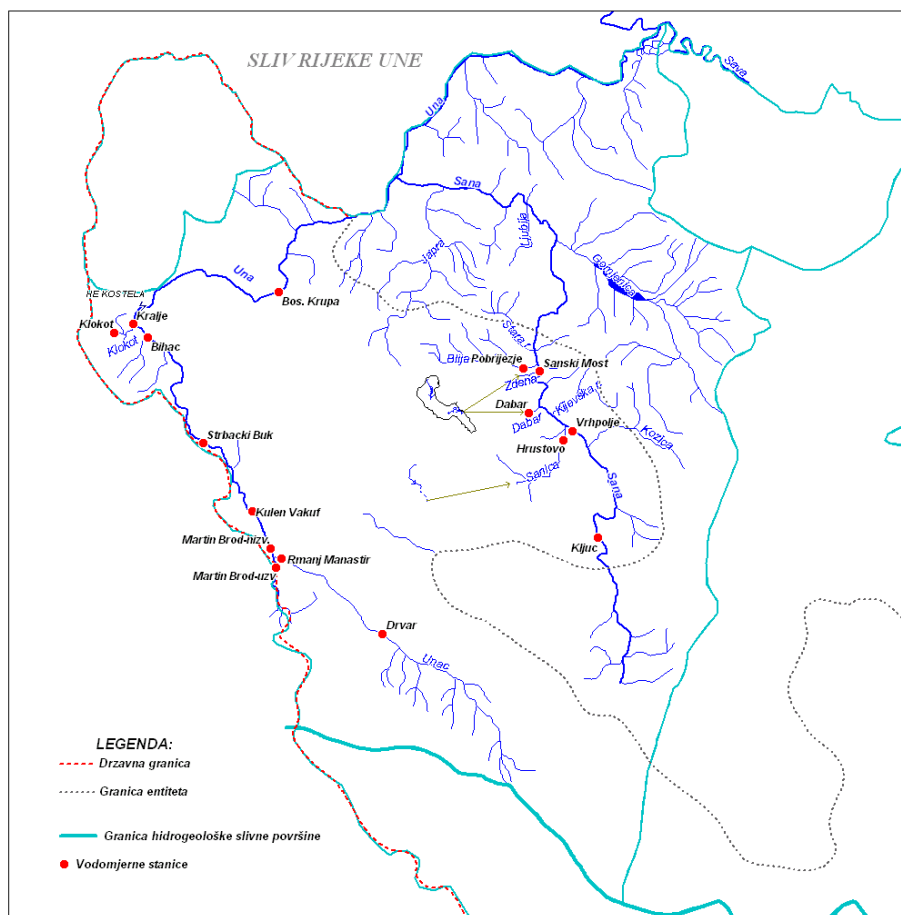 SLIV RIJEKE UNE
Sava
Una
Sana
Ljubija
Japra
Gomjenica
Una
HE KOSTELA
Bos. Krupa
Kralje
Klokot
Klokot
Bihac
Stara r.
Blija
Pobrijezje
Sanski Most
Zdena
Dabar
Kijevska r.
Dabar
Vrhpolje
Kozica
Hrustovo
Strbacki Buk
Sanica
Sana
Kulen Vakuf
Kljuc
Martin Brod-nizv.
Rmanj Manastir
Martin Brod-uzv.
Drvar
Unac
LEGENDA:
Drzavna granica
Granica entiteta
Granica hidrogeološke slivne površine
Vodomjerne stanice